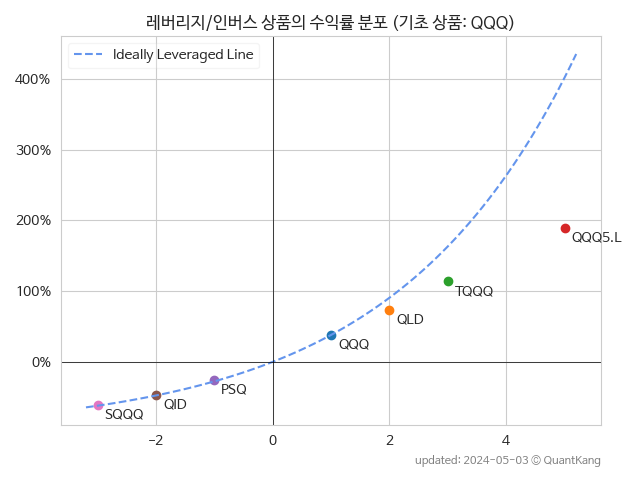 레버리지/인버스 상품의 수익률 분포 (기초 상품: QQQ)
Ideally Leveraged Line
400%
300%
200%
QQQ5.L
100%
TQQQ
QLD
QQQ
0%
PSQ
QID
SQQQ
−2
0
2
4
updated: 2024-05-03 © QuantKang